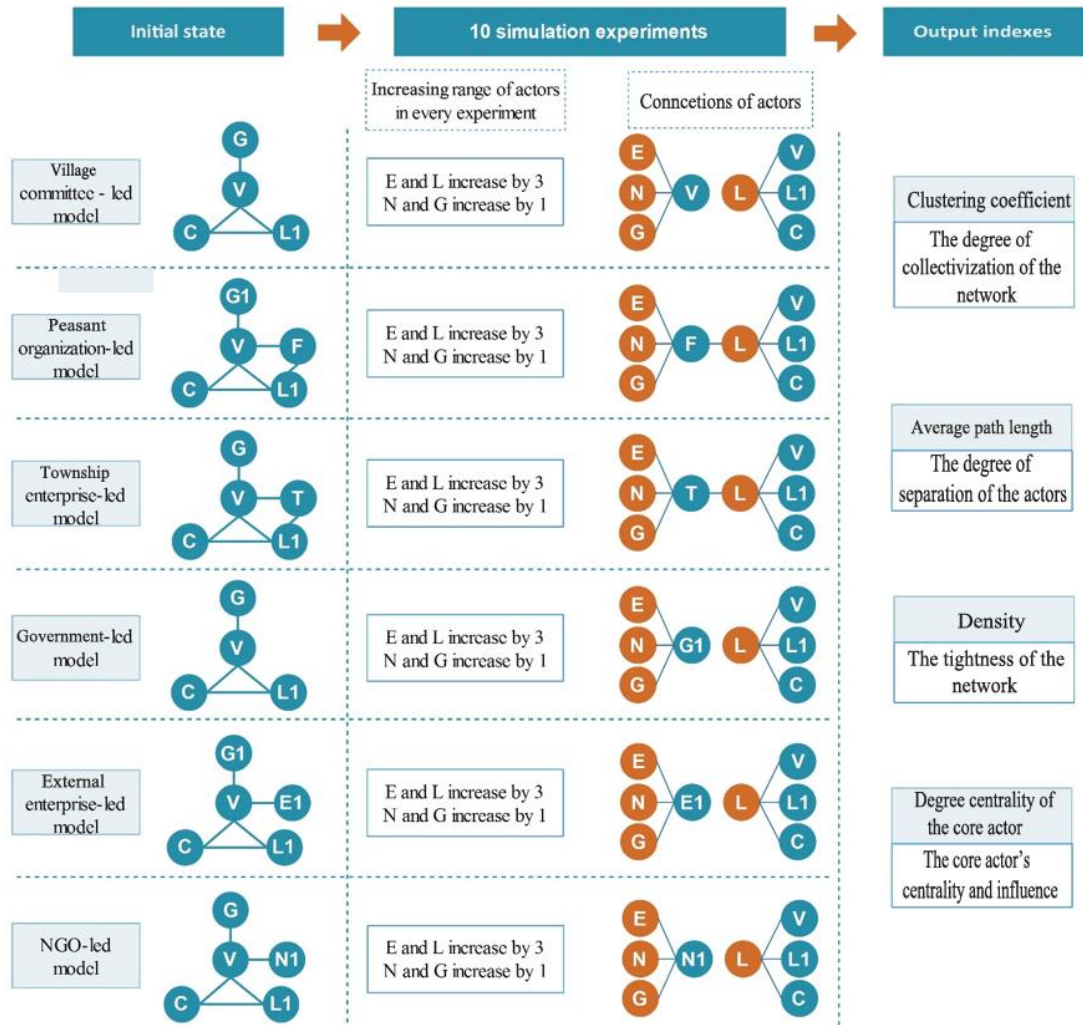 Initial state
10 simulation experiments
Output indexes
Increasing range of actors
in every experiment
Conncetions of actors
Village
committee - led
model
G
V
C
L1
E and L increase by 3
N and G increase by 1
E
N
G
V
L
V
L1
C
Peasant
organization-led
model
G1
V
F
C
L1
E and L increase by 3
N and G increase by 1
E
N
G
F
L
V
L1
C
Township
enterprise-led
model
G
V
T
C
L1
E and L increase by 3
N and G increase by 1
E
N
G
T
L
V
L1
C
Government-led
model
G
V
C
L1
E and L increase by 3
N and G increase by 1
E
N
G
G1
L
V
L1
C
External
enterprise-led
model
G1
V
E1
C
L1
E and L increase by 3
N and G increase by 1
E
N
G
E1
L
V
L1
C
NGO-led
model
G
V
N1
C
L1
E and L increase by 3
N and G increase by 1
E
N
G
N1
L
V
L1
C
Clustering coefficient
The degree of
collectivization of the
network
Average path length
The degree of
separation of the actors
Density
The tightness of the
network
Degree centrality of
the core actor
The core actor's
centrality and influence